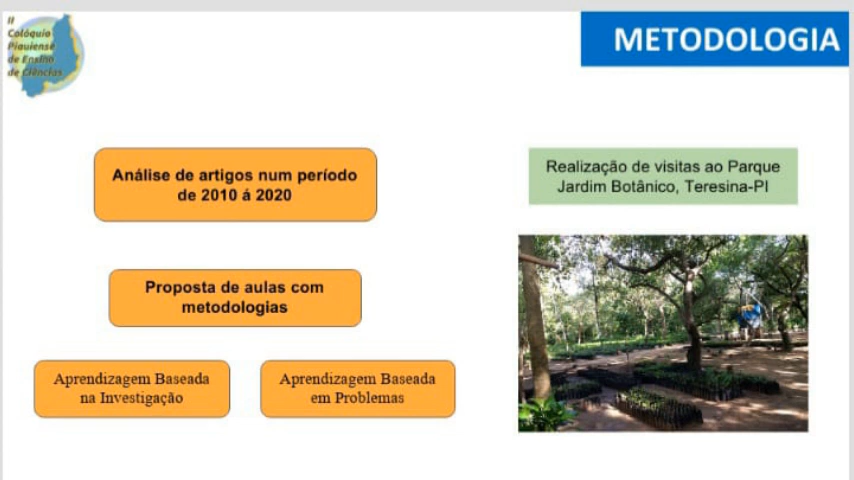 II
Colóquio
Piauiense
de Ensino
de Ciências
METODOLOGIA
Análise de artigos num período
de 2010 á 2020
Realização de visitas ao Parque
Jardim Botânico, Teresina-PI
Proposta de aulas com
metodologias
Aprendizagem Baseada
na Investigação
Aprendizagem Baseada
em Problemas